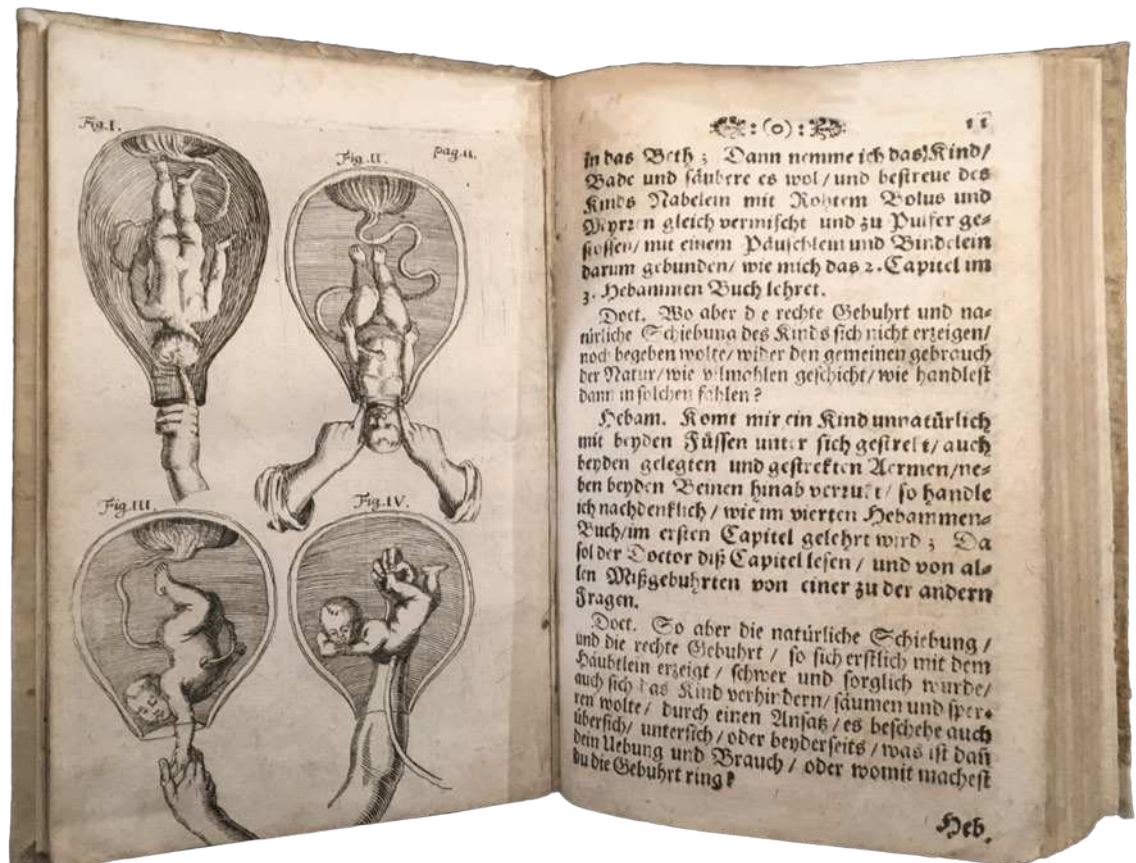 Fig.I.
Fig.II.
pag.11.
Fig.III.
Fig.IV.
:(o):
11
in das Beth; Dann nemme ich das Kind/
Bade und säubere es wol/ und bestreue des
Kinds Nabelein mit Rohtem Bolus und
Myrzen gleich vermischt und zu Pulfer ge-
stossen/ mit einem Päuschlein und Bindelein
darum gebunden/ wie mich das 2. Capitel im
3. Hebammen Buch lehret.
Doct. Wo aber die rechte Gebuhrt und na-
türliche Schiebung des Kinds sich nicht erzeigen/
noch begeben wolte/ wider den gemeinen gebrauch
der Natur/ wie vilmahlen geschicht/ wie handlest
dann in solchen fahlen?
Hebam. Komt mir ein Kind unnatürlich
mit beyden Füssen unter sich gestrekt/ auch
beyden gelegten und gestrekten Aermen/ ne-
ben beyden Beinen hinab verzukt/ so handle
ich nachdenklich/ wie im vierten Hebammen-
Buch/ im ersten Capitel gelehrt wird; Da
sol der Doctor diß Capitel lesen/ und von al-
len Mißgebuhrten von einer zu der andern
Fragen.
Doct. So aber die natürliche Schiebung/
und die rechte Gebuhrt/ so sich erstlich mit dem
Häubtlein erzeigt/ schwer und sorglich wurde/
auch sich das Kind verhindern/ säumen und sper-
ren wolte/ durch einen Ansatz/ es beschehe auch
übersich/ untersich/ oder beyderseits/ was ist dañ
dein Uebung und Brauch/ oder womit machest
du die Gebuhrt ring?
Heb.